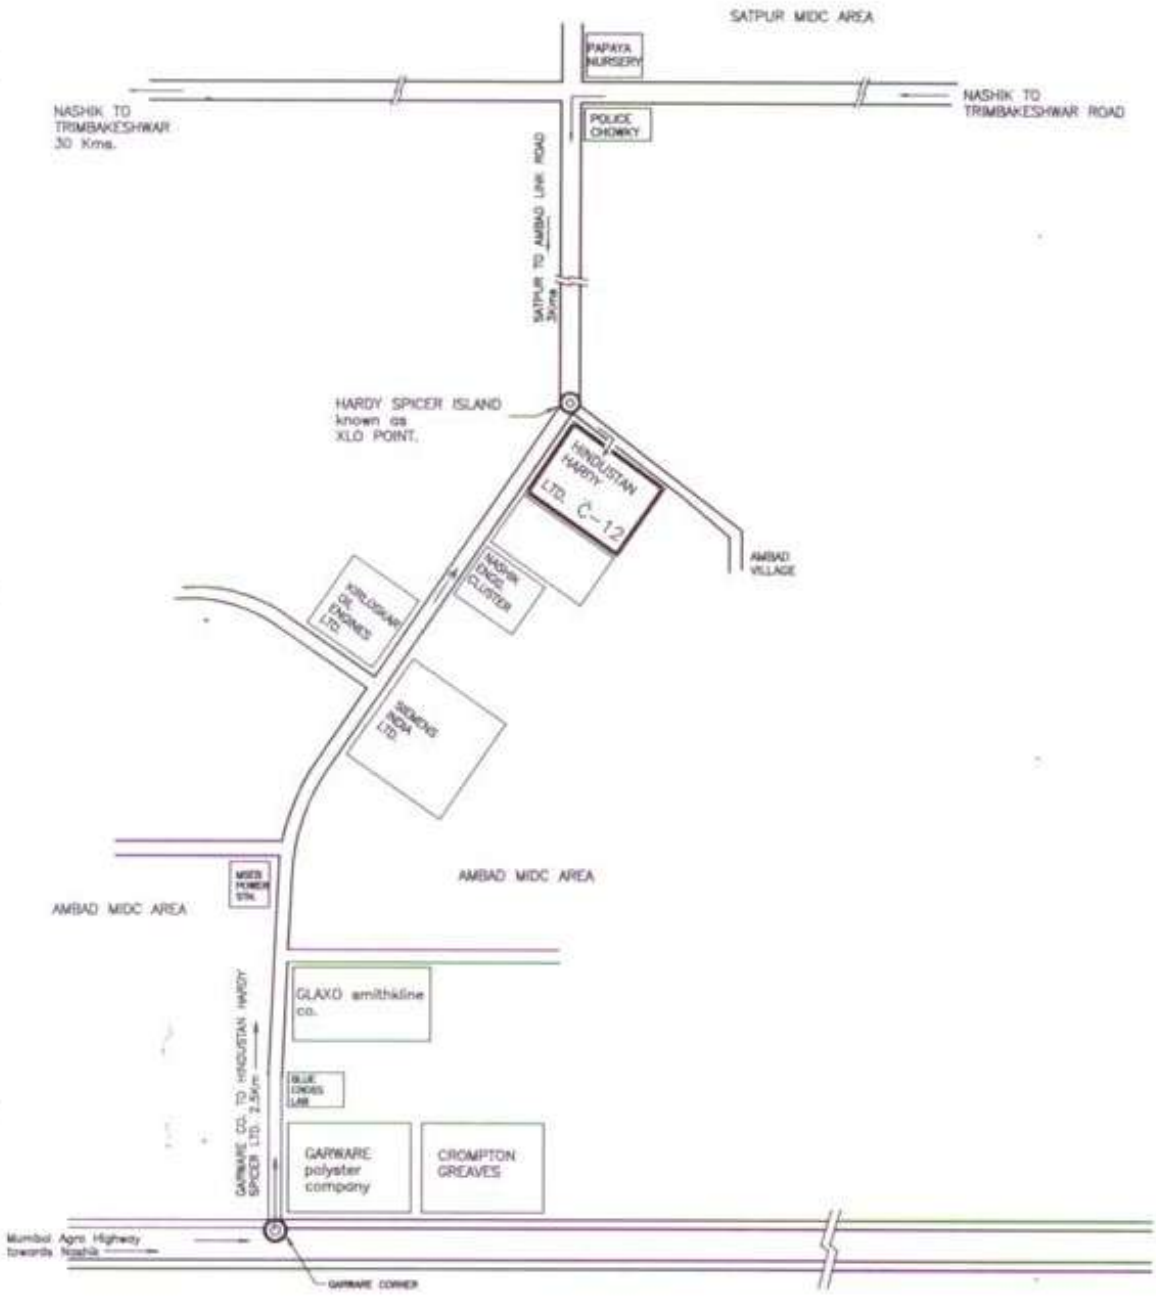 SATPUR MIDC AREA
PAPAYA
NURSERY
NASHIK TO
TRIMBAKESHWAR
30 Kms.
NASHIK TO
TRIMBAKESHWAR ROAD
POLICE
CHOWKY
SATPUR TO AMBAD LINK ROAD
3Kms
HARDY SPICER ISLAND
known as
XLO POINT.
HINDUSTAN
HARDY
LTD. C-12
AMBAD
VILLAGE
NASHIK
ENGG.
CLUSTER
KIRLOSKAR
OIL
ENGINES
LTD.
SIEMENS
INDIA
LTD.
MSEB
POWER
STN.
AMBAD MIDC AREA
AMBAD MIDC AREA
GLAXO smithkline
co.
GARWARE CO. TO HINDUSTAN HARDY
SPICER LTD. 2.5Km
BLUE
CROSS
LAB
GARWARE
polyster
company
CROMPTON
GREAVES
Mumbai Agra Highway
towards Nashik
GARWARE CORNER